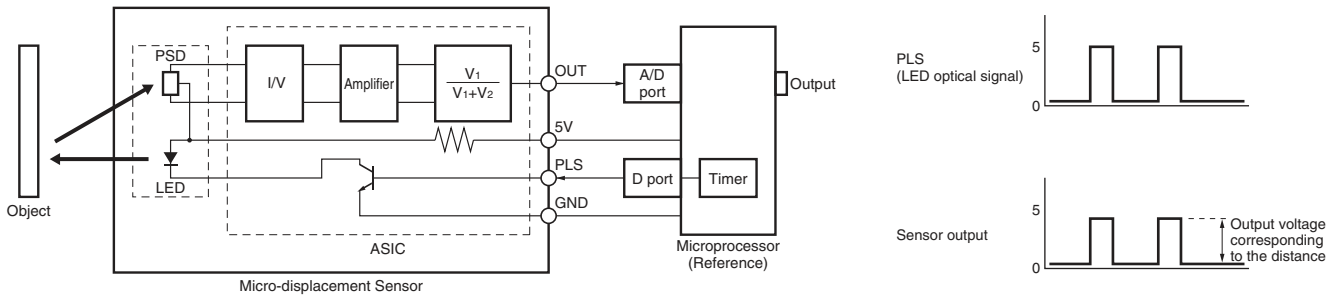 Object
PSD
LED
I/V
Amplifier
V1
V1+V2
ASIC
Micro-displacement Sensor
OUT
5V
PLS
GND
A/D
port
D port
Timer
Output
Microprocessor
(Reference)
PLS
(LED optical signal)
5
0
Sensor output
5
0
Output voltage
corresponding
to the distance